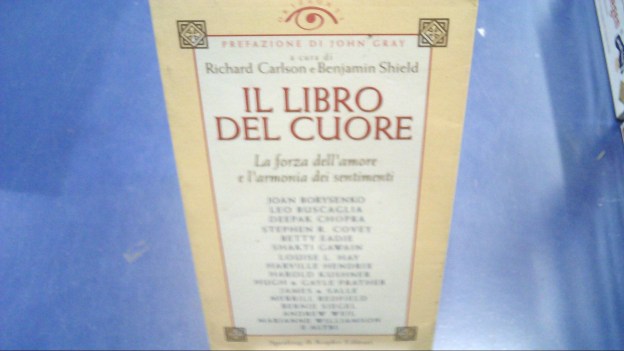 PREFAZIONE DI JOHN GRAY
a cura di
Richard Carlson e Benjamin Shield
IL LIBRO
DEL CUORE
La forza dell'amore
e l'armonia dei sentimenti
JOAN BORYSENKO
LEO BUSCAGLIA
DEEPAK CHOPRA
STEPHEN R. COVEY
BETTY EADIE
SHAKTI GAWAIN
LOUISE L. HAY
HARVILLE HENDRIX
HAROLD KUSHNER
HUGH & GAYLE PRATHER
JAMES
MERRILL REDFIELD
BERNIE SIEGEL
ANDREW WEIL
MARIANNE WILLIAMSON
E ALTRI
Sperling & Kupfer Editori